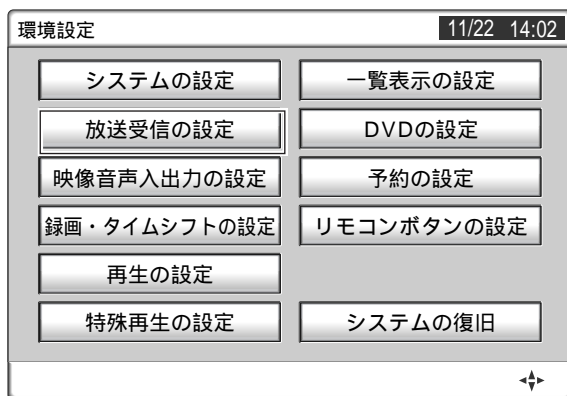 環境設定
11/22 14:02
システムの設定
一覧表示の設定
放送受信の設定
DVDの設定
映像音声入出力の設定
予約の設定
録画・タイムシフトの設定
リモコンボタンの設定
再生の設定
特殊再生の設定
システムの復旧